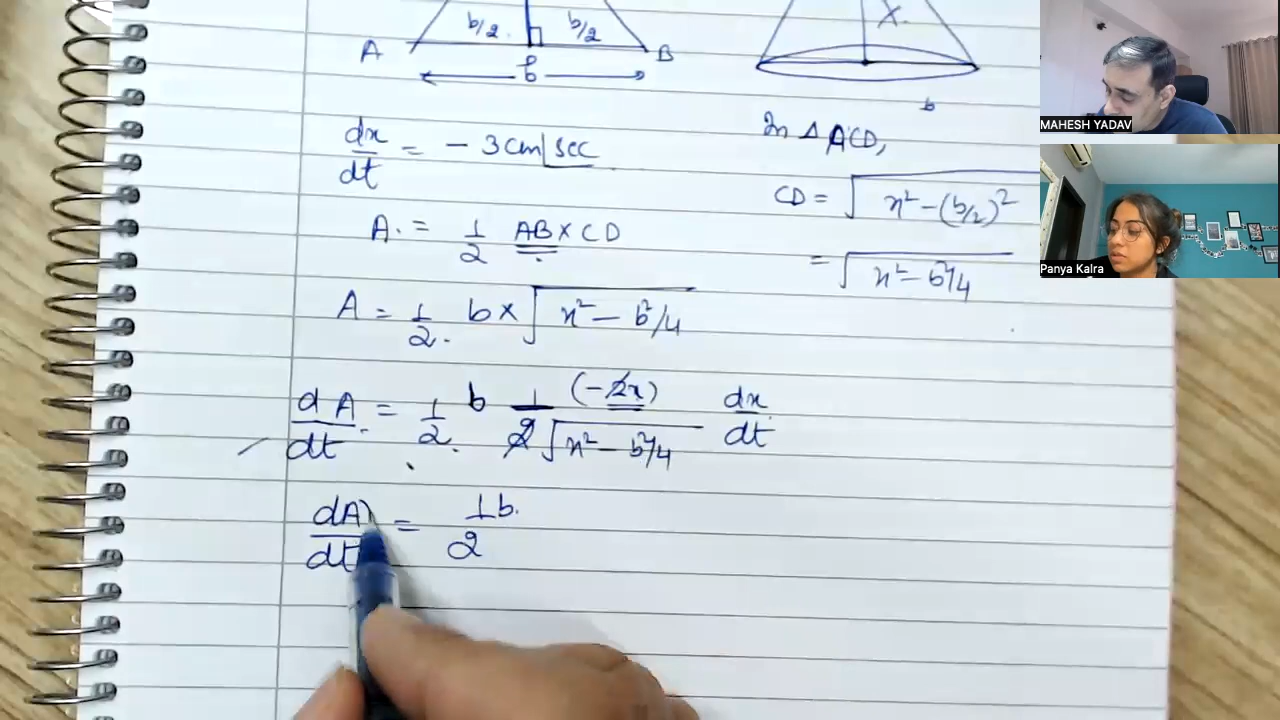 b/2 b/2 x.
A B
b
b
dx/dt = - 3 cm/sec
In Δ ACD,
CD = √(x² - (b/2)²)
A. = 1/2 AB × CD
= √(x² - b²/4)
A = 1/2. b × √(x² - b²/4)
dA/dt. = 1/2. b 1/(2√(x² - b²/4)) (-2x) dx/dt
dA)/dt = 1/2 b.
MAHESH YADAV
Panya Kalra